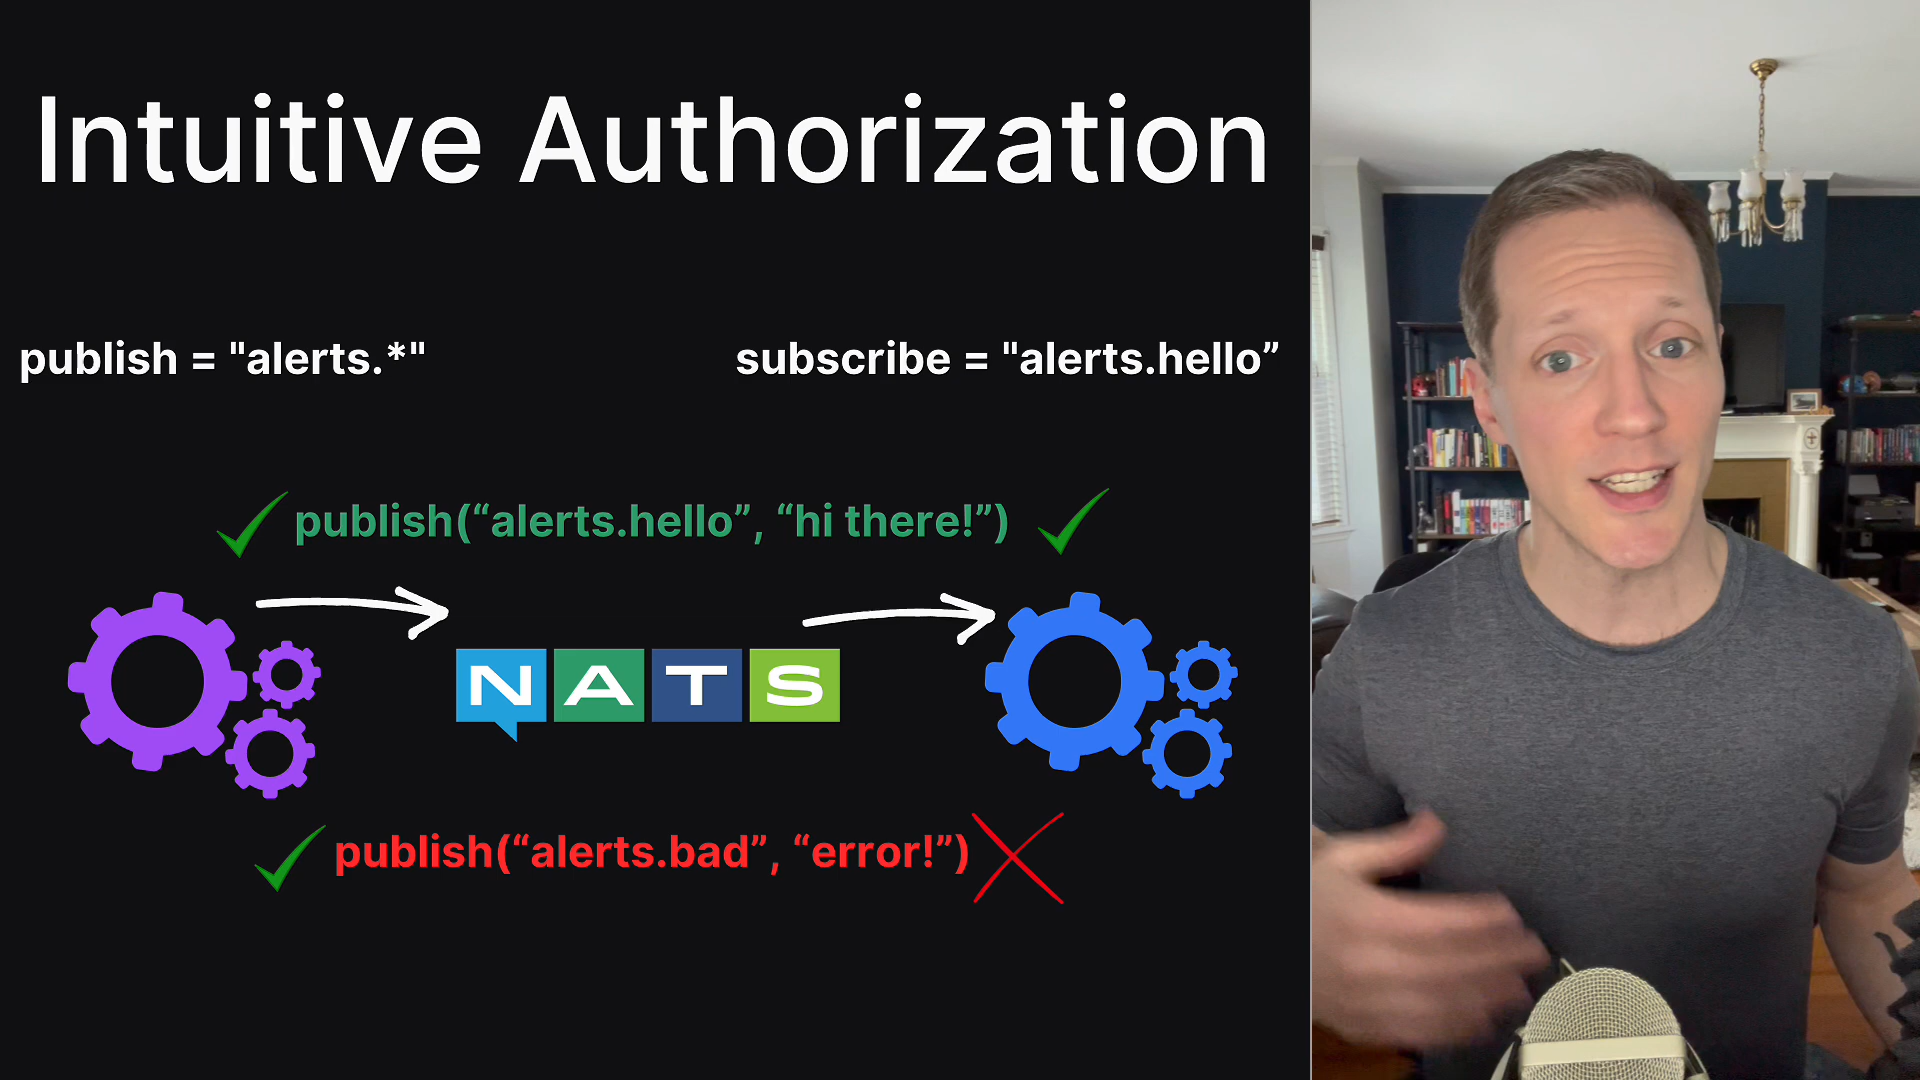 Intuitive Authorization
publish = "alerts.*"
subscribe = "alerts.hello”
publish(“alerts.hello”, “hi there!”)
NATS
publish(“alerts.bad”, “error!”)